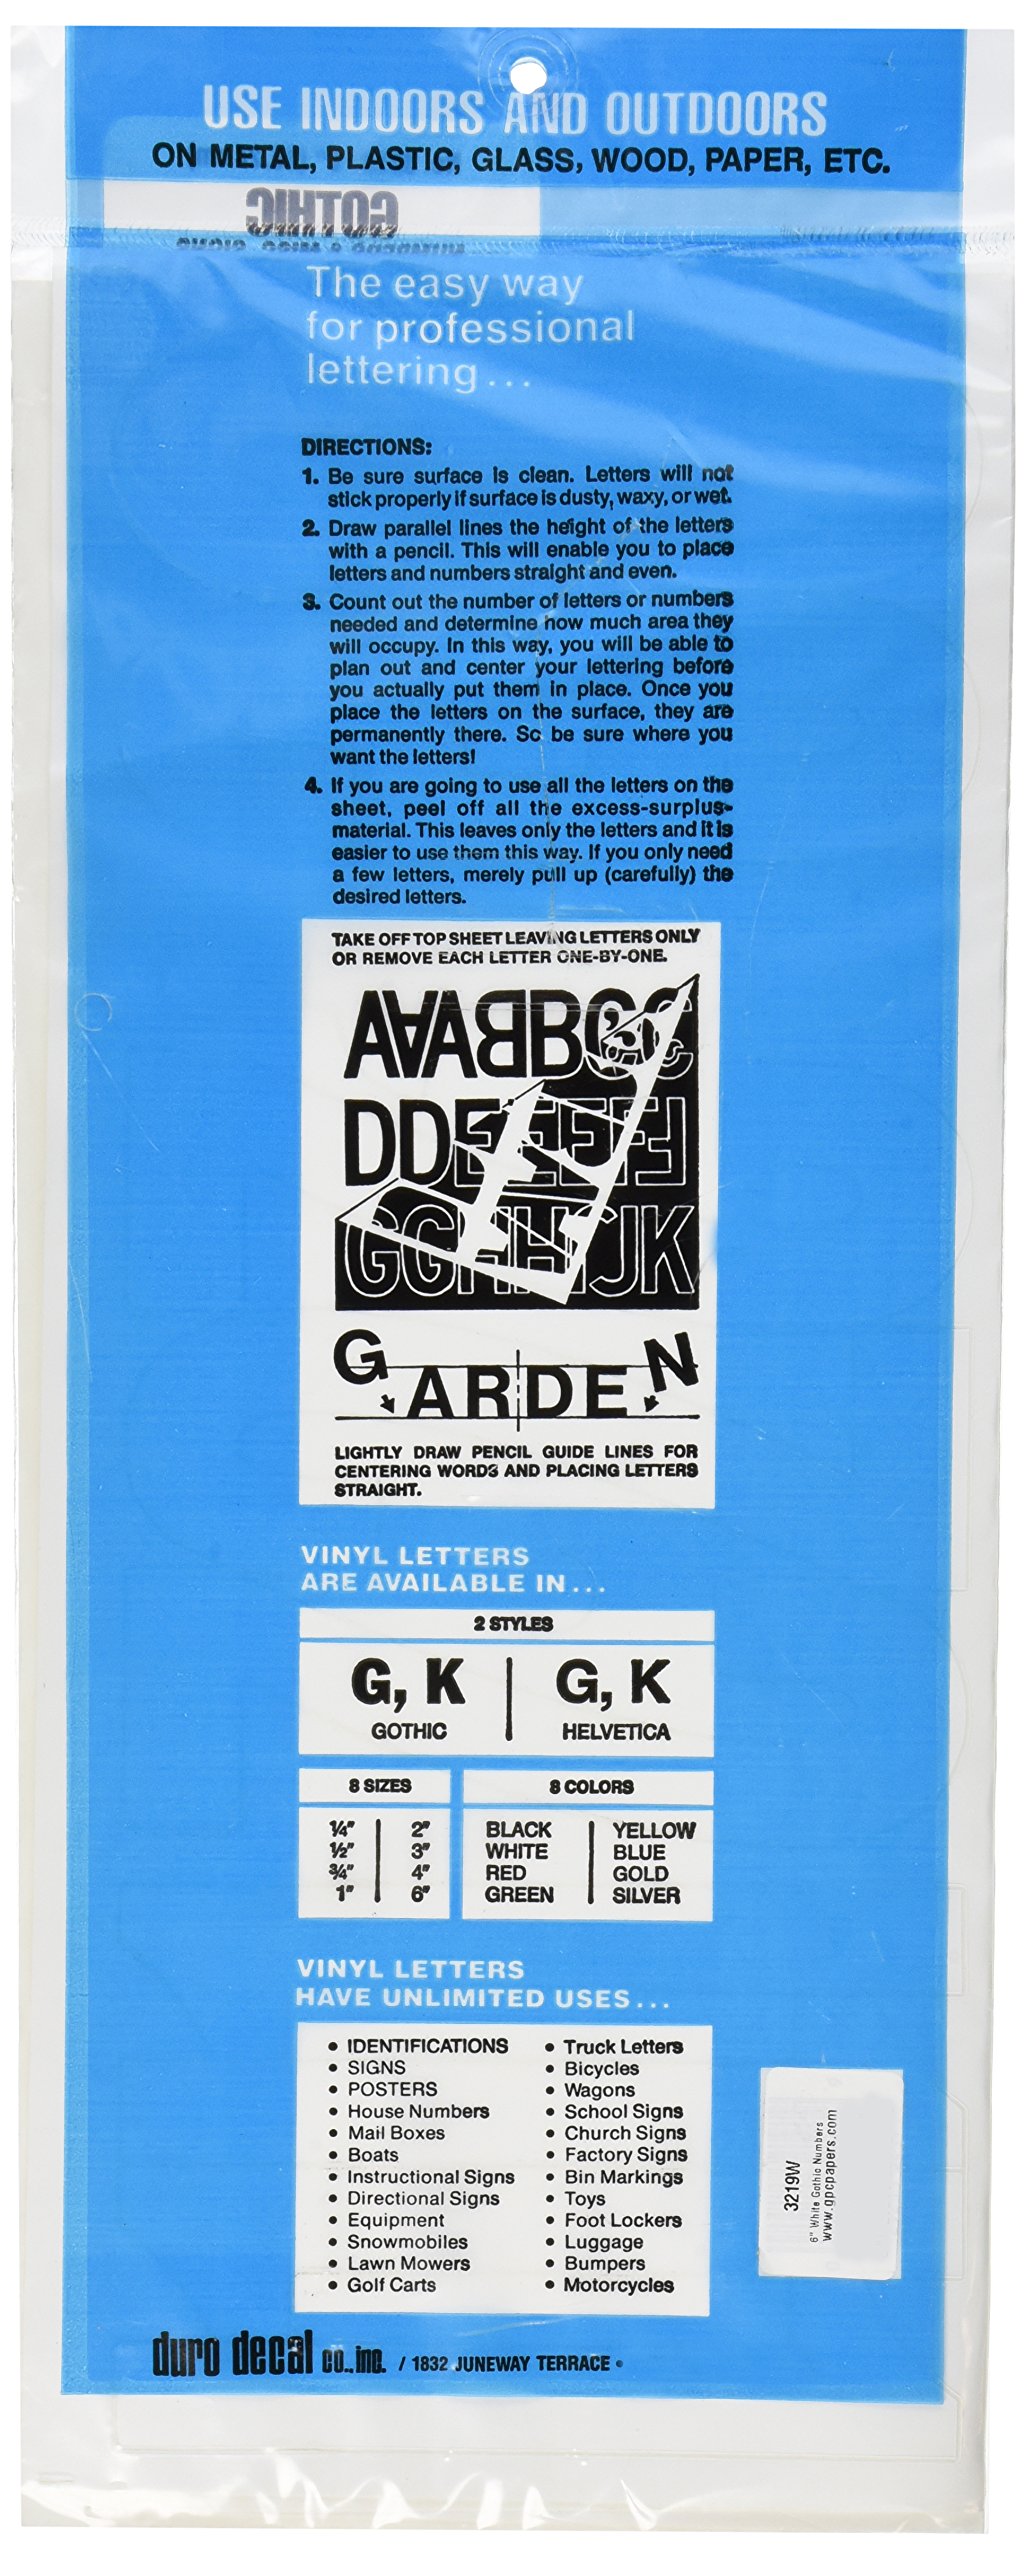 USE INDOORS AND OUTDOORS
ON METAL, PLASTIC, GLASS, WOOD, PAPER, ETC.
GOTHIC
The easy way
for professional
lettering...
DIRECTIONS:
1. Be sure surface is clean. Letters will not
stick properly if surface is dusty, waxy, or wet.
2. Draw parallel lines the height of the letters
with a pencil. This will enable you to place
letters and numbers straight and even.
3. Count out the number of letters or numbers
needed and determine how much area they
will occupy. In this way, you will be able to
plan out and center your lettering before
you actually put them in place. Once you
place the letters on the surface, they are
permanently there. So be sure where you
want the letters!
4. If you are going to use all the letters on the
sheet, peel off all the excess-surplus-
material. This leaves only the letters and it is
easier to use them this way. If you only need
a few letters, merely pull up (carefully) the
desired letters.
TAKE OFF TOP SHEET LEAVING LETTERS ONLY
OR REMOVE EACH LETTER ONE-BY-ONE.
AAABBBCC
DDEEEEFF
GGHHIJK
GARDEN
LIGHTLY DRAW PENCIL GUIDE LINES FOR
CENTERING WORDS AND PLACING LETTERS
STRAIGHT.
VINYL LETTERS
ARE AVAILABLE IN...
2 STYLES
G, K G, K
GOTHIC HELVETICA
8 SIZES 8 COLORS
¼" 2" BLACK YELLOW
½" 3" WHITE BLUE
¾" 4" RED GOLD
1" 6" GREEN SILVER
VINYL LETTERS
HAVE UNLIMITED USES...
• IDENTIFICATIONS • Truck Letters
• SIGNS • Bicycles
• POSTERS • Wagons
• House Numbers • School Signs
• Mail Boxes • Church Signs
• Boats • Factory Signs
• Instructional Signs • Bin Markings
• Directional Signs • Toys
• Equipment • Foot Lockers
• Snowmobiles • Luggage
• Lawn Mowers • Bumpers
• Golf Carts • Motorcycles
3219W
6" White Gothic Numbers
www.gpcpapers.com
duro decal co., inc. / 1832 JUNEWAY TERRACE •